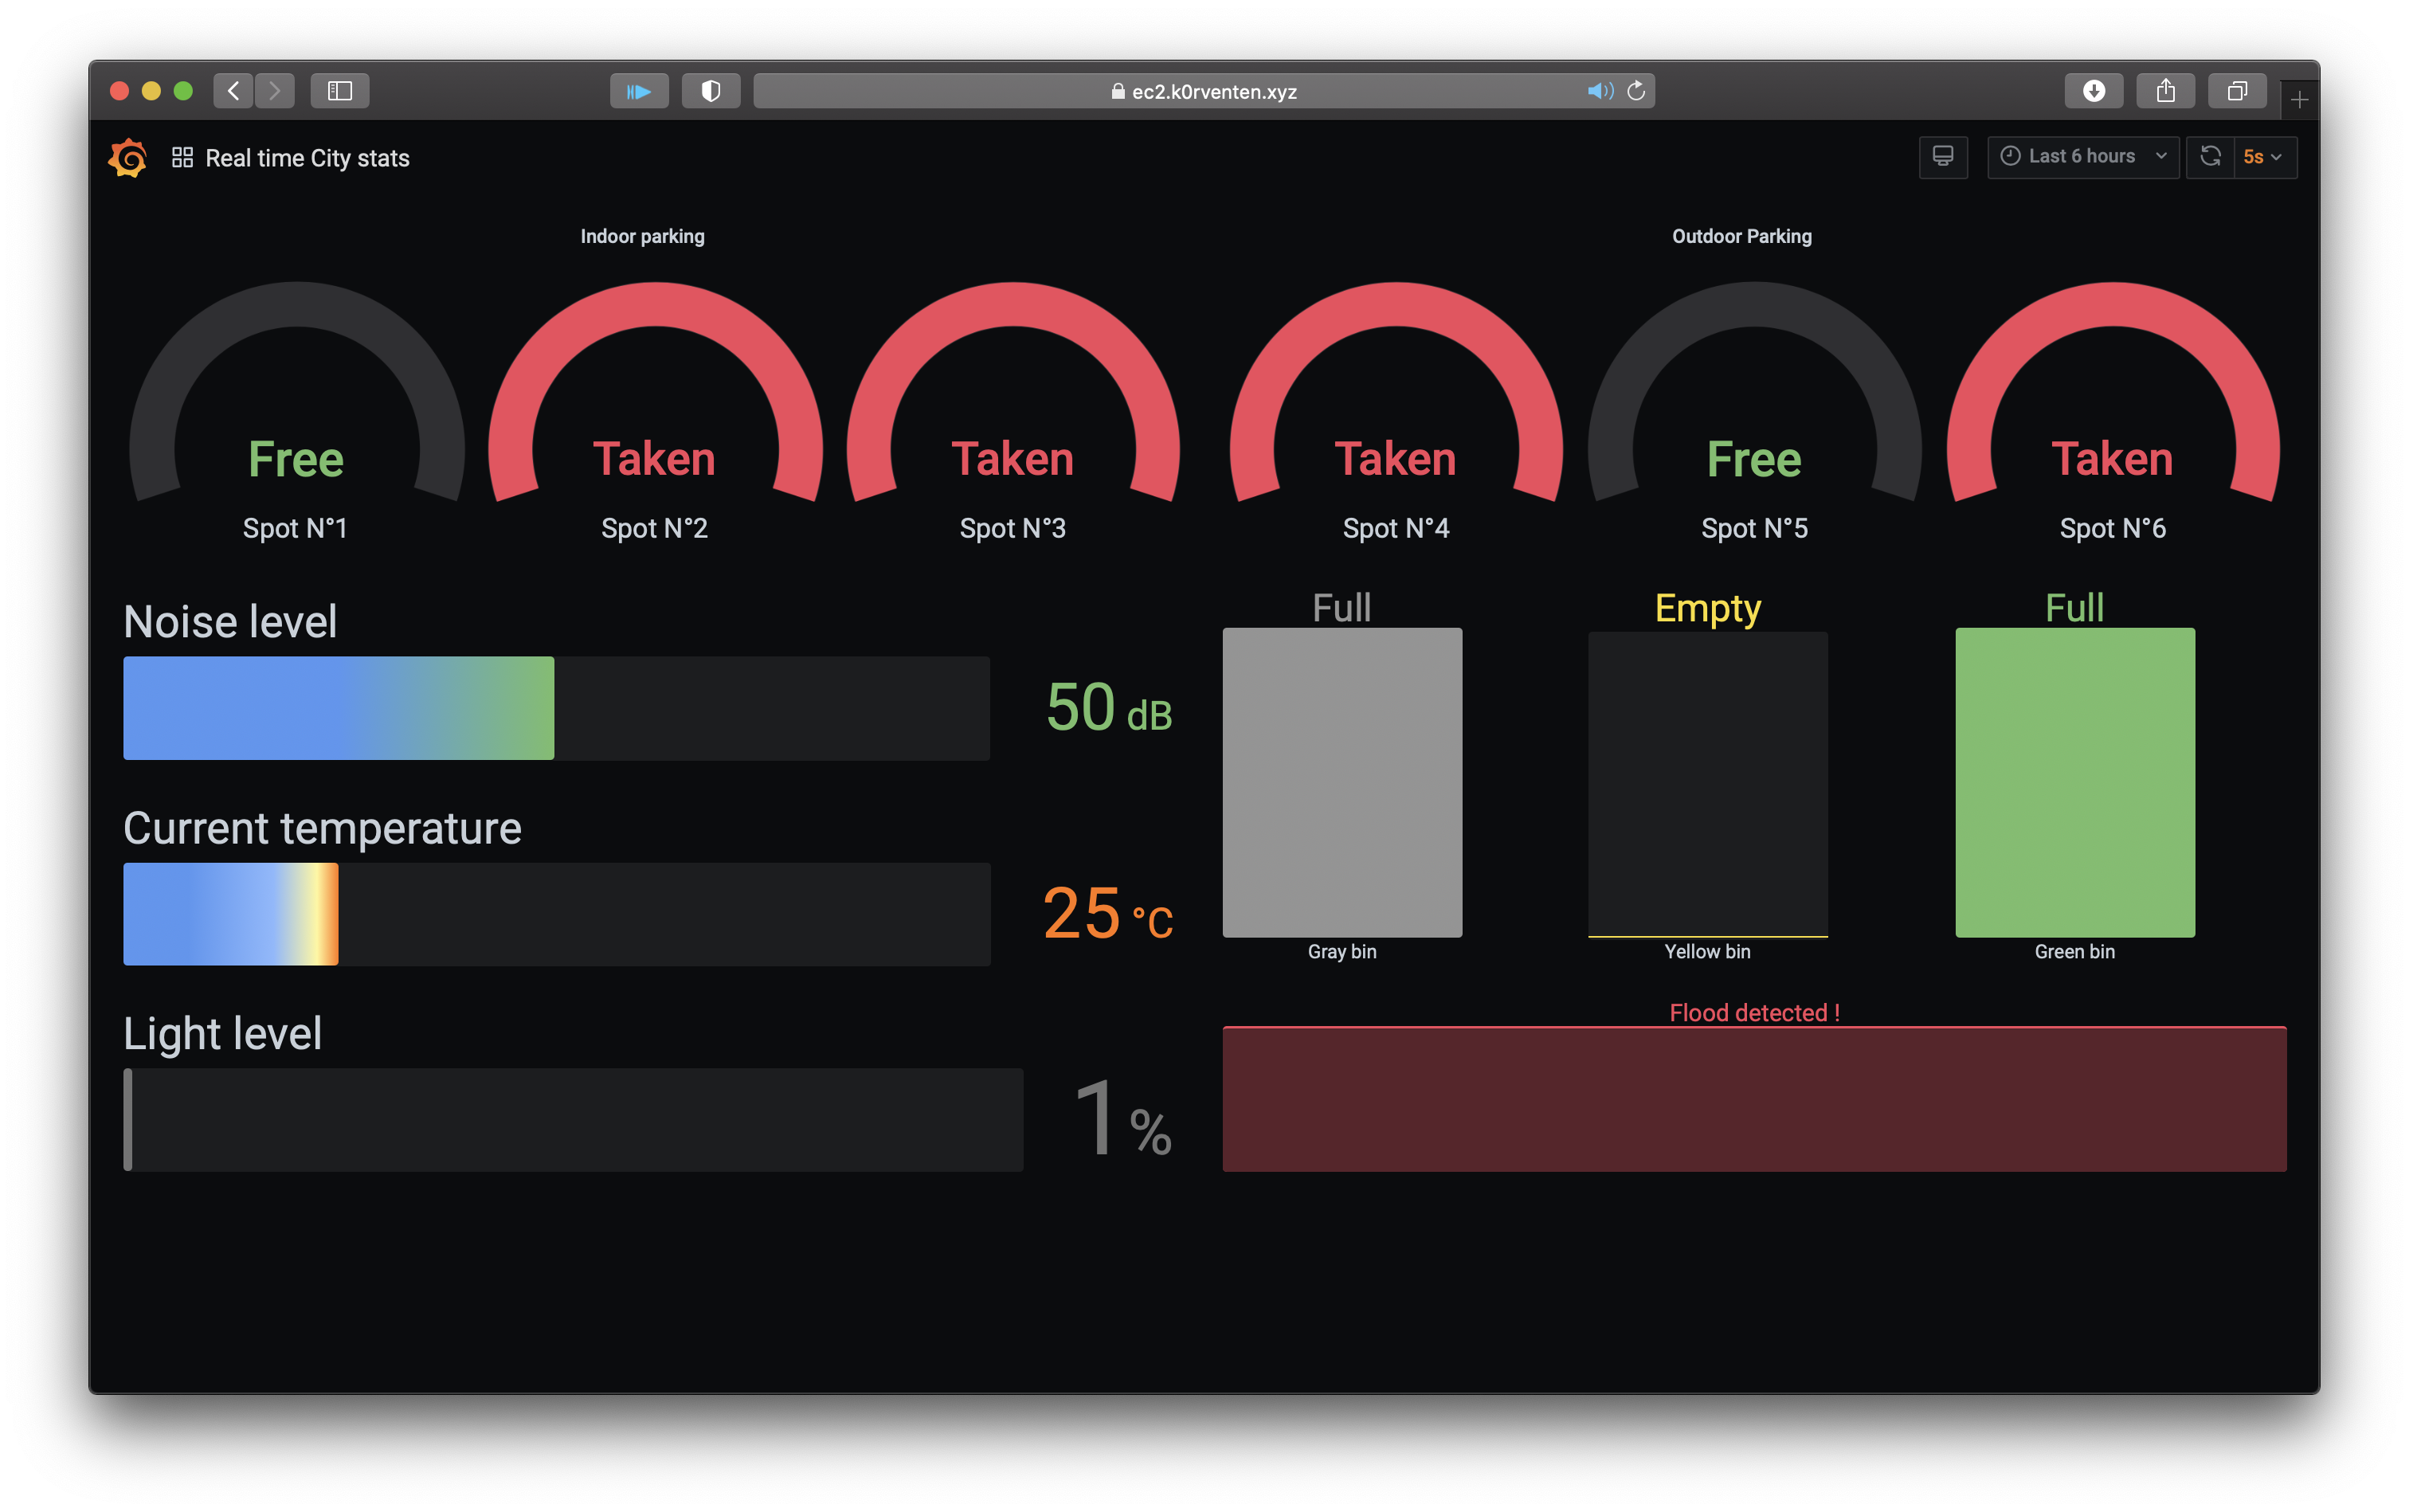 ec2.k0rventen.xyz
Real time City stats
Last 6 hours
5s
Indoor parking
Outdoor Parking
Free
Taken
Taken
Taken
Free
Taken
Spot N°1
Spot N°2
Spot N°3
Spot N°4
Spot N°5
Spot N°6
Noise level
50 dB
Current temperature
25 °C
Light level
1 %
Full
Empty
Full
Gray bin
Yellow bin
Green bin
Flood detected !